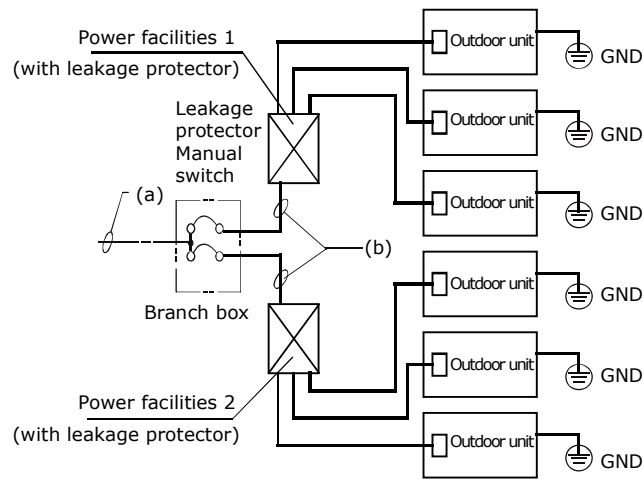 Power facilities 1
(with leakage protector)
Leakage
protector
Manual
switch
(a)
(b)
Branch box
Power facilities 2
(with leakage protector)
Outdoor unit
GND
Outdoor unit
GND
Outdoor unit
GND
Outdoor unit
GND
Outdoor unit
GND
Outdoor unit
GND